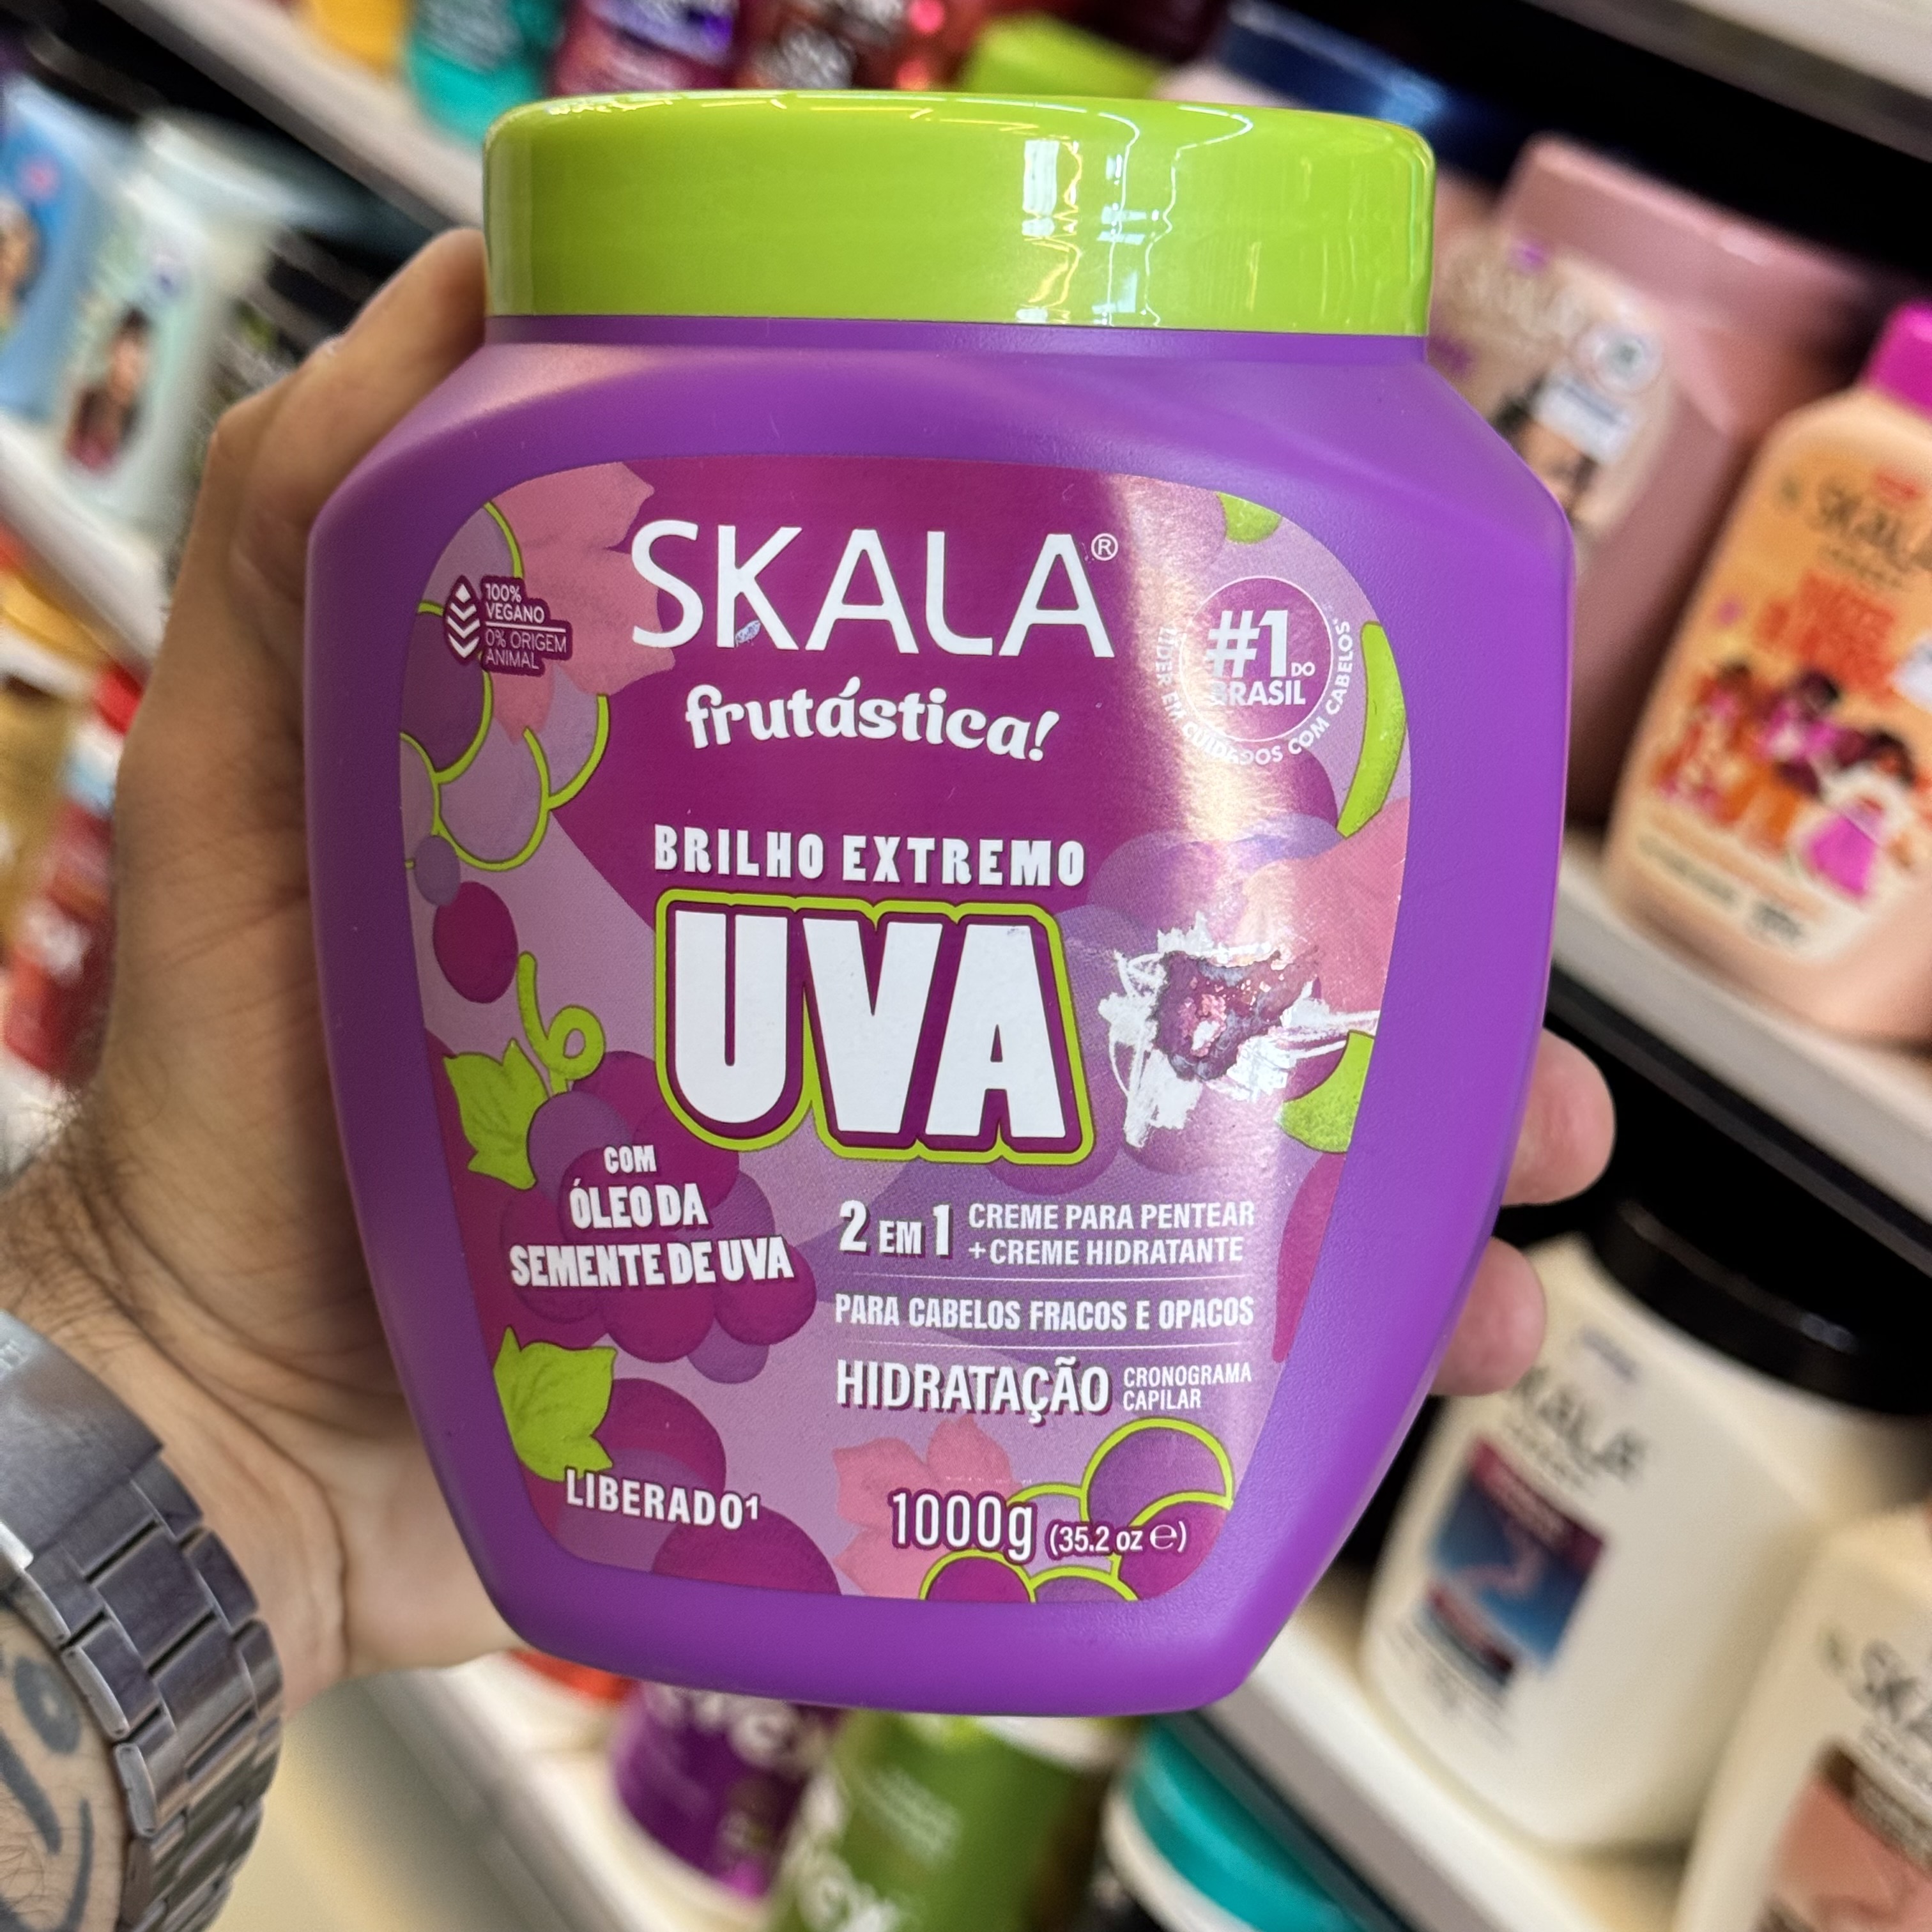 SKALA®
frutástica!
100%
VEGANO
0% ORIGEM
ANIMAL
#1 DO
BRASIL
LÍDER EM CUIDADOS COM CABELOS*
BRILHO EXTREMO
UVA
COM
ÓLEO DA
SEMENTE DE UVA
2 EM 1 CREME PARA PENTEAR
+CREME HIDRATANTE
PARA CABELOS FRACOS E OPACOS
HIDRATAÇÃO CRONOGRAMA
CAPILAR
LIBERADO¹
1000g (35.2 oz ℮)
skala
SKALA